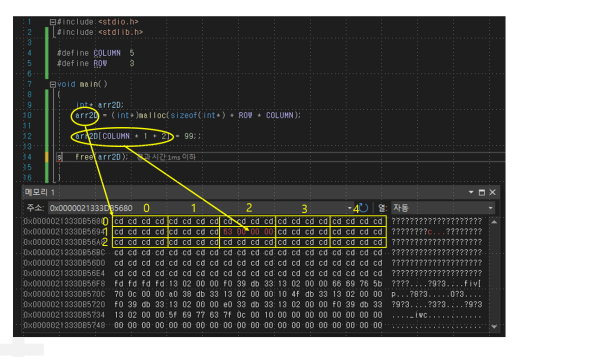 1 #include <stdio.h>
2 #include <stdlib.h>
3
4 #define COLUMN 5
5 #define ROW 3
6
7 void main()
8 {
9 int* arr2D;
10 arr2D = (int*)malloc(sizeof(int*) * ROW * COLUMN);
11
12 arr2D[COLUMN * 1 + 2] = 99;;
13
14 free(arr2D); 경과 시간 1ms 이하
15
16 }
메모리 1
주소: 0x0000021333DB5680 열: 자동
0 1 2 3 4
0x0000021333DB5680 0 cd cd cd cd cd cd cd cd cd cd cd cd cd cd cd cd cd cd cd cd ????????????????????
0x0000021333DB5694 1 cd cd cd cd cd cd cd cd 63 00 00 00 cd cd cd cd cd cd cd cd ????????c...????????
0x0000021333DB56A8 2 cd cd cd cd cd cd cd cd cd cd cd cd cd cd cd cd cd cd cd cd ????????????????????
0x0000021333DB56BC cd cd cd cd cd cd cd cd cd cd cd cd cd cd cd cd cd cd cd cd ????????????????????
0x0000021333DB56D0 cd cd cd cd cd cd cd cd cd cd cd cd cd cd cd cd cd cd cd cd ????????????????????
0x0000021333DB56E4 cd cd cd cd cd cd cd cd cd cd cd cd cd cd cd cd cd cd cd cd ????????????????????
0x0000021333DB56F8 fd fd fd fd 13 02 00 00 f0 39 db 33 13 02 00 00 66 69 76 5b ????....?9?3....fiv[
0x0000021333DB570C 70 0c 00 00 e0 38 db 33 13 02 00 00 10 4f db 33 13 02 00 00 p...?8?3.....O?3....
0x0000021333DB5720 f0 39 db 33 13 02 00 00 e0 33 db 33 13 02 00 00 f0 39 db 33 ?9?3....?3?3....?9?3
0x0000021333DB5734 13 02 00 00 5f 69 77 63 7f 0c 00 10 00 00 00 00 00 00 00 00 ...._iwc............
0x0000021333DB5748 00 00 00 00 00 00 00 00 00 00 00 00 00 00 00 00 00 00 00 00 ....................